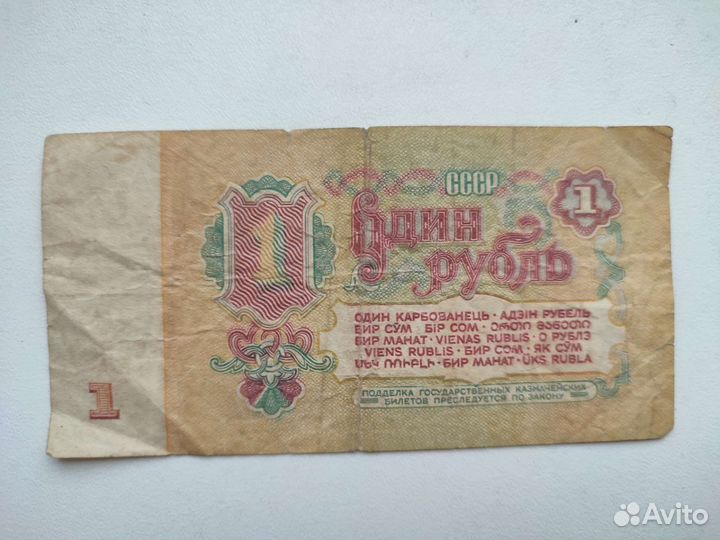 СССР
1
1
Один
рубль
ОДИН КАРБОВАНЕЦЬ · АДЗІН РУБЕЛЬ
БИР СЎМ · БІР СОМ · ᲔᲠᲗᲘ ᲛᲐᲜᲔᲗᲘ
БИР МАНАТ · VIENAS RUBLIS · О РУБЛЭ
VIENS RUBLIS · БИР СОМ · ЯК СЎМ
ՄԵԿ ՌՈՒԲԼԻ · БИР МАНАТ · ÜKS RUBLA
ПОДДЕЛКА ГОСУДАРСТВЕННЫХ КАЗНАЧЕЙСКИХ
БИЛЕТОВ ПРЕСЛЕДУЕТСЯ ПО ЗАКОНУ
1
Avito